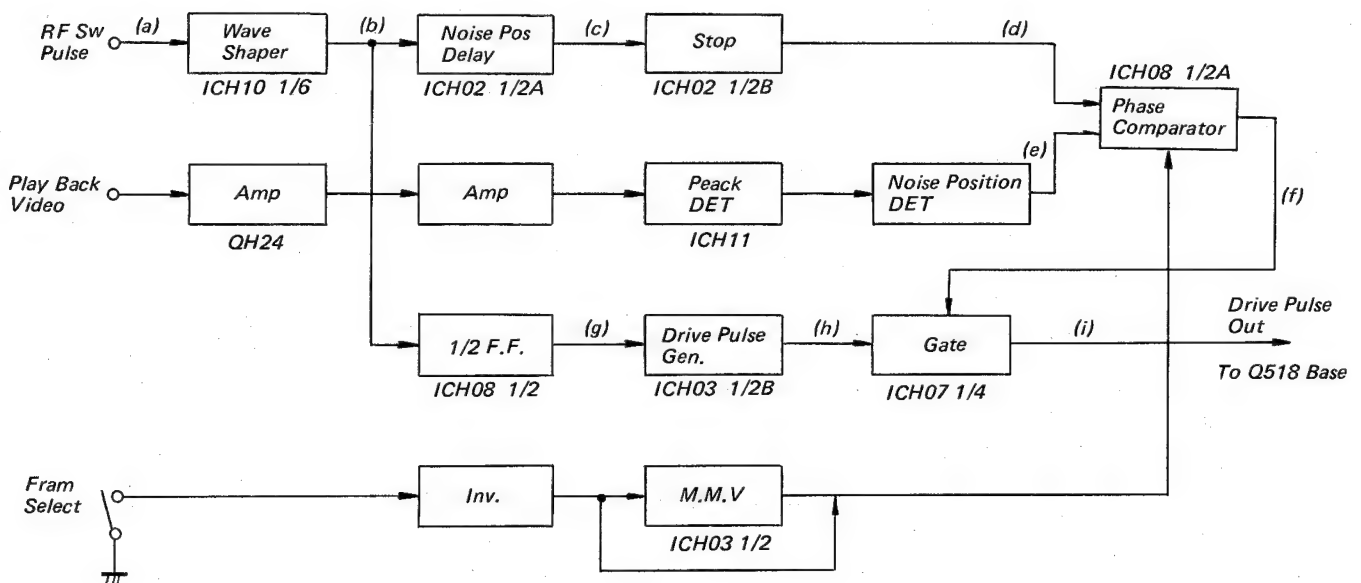 RF Sw
Pulse
(a)
Wave
Shaper
ICH10 1/6
(b)
Noise Pos
Delay
ICH02 1/2A
(c)
Stop
ICH02 1/2B
(d)
ICH08 1/2A
Phase
Comparator
Play Back
Video
Amp
QH24
Amp
Peack
DET
ICH11
Noise Position
DET
(e)
(f)
1/2 F.F.
ICH08 1/2
(g)
Drive Pulse
Gen.
ICH03 1/2B
(h)
Gate
ICH07 1/4
(i)
Drive Pulse
Out
To Q518 Base
Fram
Select
Inv.
M.M.V
ICH03 1/2